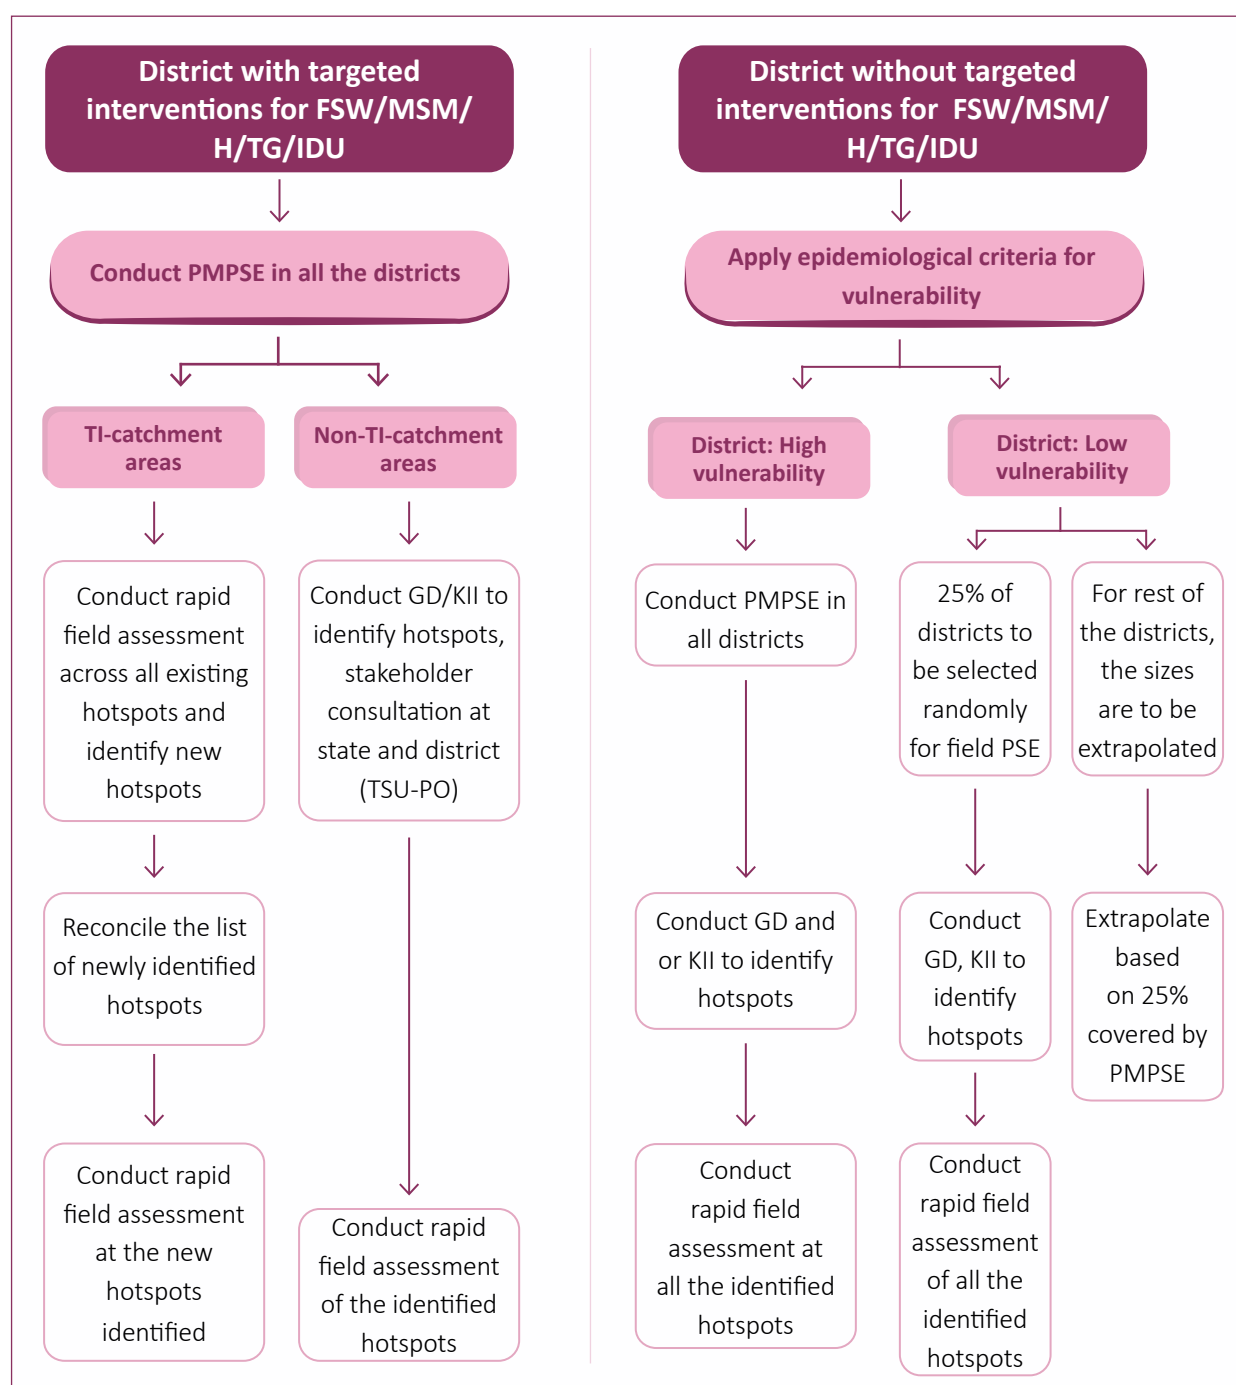 District with targeted
interventions for FSW/MSM/
H/TG/IDU
Conduct PMPSE in all the districts
TI-catchment
areas
Non-TI-catchment
areas
Conduct rapid
field assessment
across all existing
hotspots and
identify new
hotspots
Conduct GD/KII to
identify hotspots,
stakeholder
consultation at
state and district
(TSU-PO)
Reconcile the list
of newly identified
hotspots
Conduct rapid
field assessment
at the new
hotspots
identified
Conduct rapid
field assessment
of the identified
hotspots
District without targeted
interventions for FSW/MSM/
H/TG/IDU
Apply epidemiological criteria for
vulnerability
District: High
vulnerability
District: Low
vulnerability
Conduct PMPSE in
all districts
25% of
districts to
be selected
randomly
for field PSE
For rest of
the districts,
the sizes
are to be
extrapolated
Conduct GD and
or KII to identify
hotspots
Conduct
GD, KII to
identify
hotspots
Extrapolate
based
on 25%
covered by
PMPSE
Conduct
rapid field
assessment at
all the identified
hotspots
Conduct
rapid field
assessment
of all the
identified
hotspots